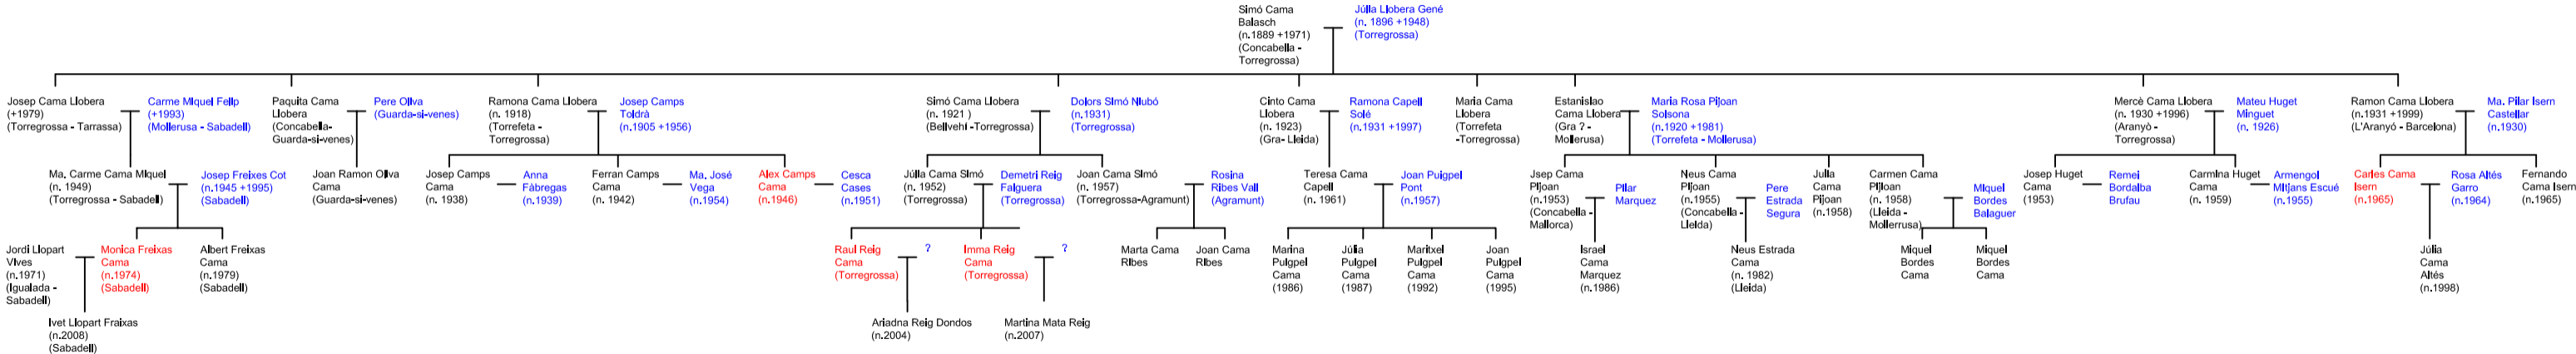 Simó Cama
Balasch
(n.1889 +1971)
(Concabella -
Torregrossa)
Júlia Llobera Gené
(n. 1896 +1948)
(Torregrossa)
Josep Cama Llobera
(+1979)
(Torregrossa - Tarrassa)
Carme Miquel Felip
(+1993)
(Mollerusa - Sabadell)
Paquita Cama
Llobera
(Concabella-
Guarda-si-venes)
Pere Oliva
(Guarda-si-venes)
Ramona Cama Llobera
(n. 1918)
(Torrefeta -
Torregrossa)
Josep Camps
Toldrà
(n.1905 +1956)
Simó Cama Llobera
(n. 1921 )
(Bellvehí -Torregrossa)
Dolors Simó Niubó
(n.1931)
(Torregrossa)
Cinto Cama
Llobera
(n. 1923)
(Gra- Lleida)
Ramona Capell
Solé
(n.1931 +1997)
Maria Cama
Llobera
(Torrefeta
-Torregrossa)
Estanislao
Cama Llobera
(Gra ? -
Mollerusa)
Maria Rosa Pijoan
Solsona
(n.1920 +1981)
(Torrefeta - Mollerusa)
Mercè Cama Llobera
(n. 1930 +1996)
(Aranyò -
Torregrossa)
Mateu Huget
Minguet
(n. 1926)
Ramon Cama Llobera
(n.1931 +1999)
(L'Aranyó - Barcelona)
Ma. Pilar Isern
Castellar
(n.1930)
Ma. Carme Cama Miquel
(n. 1949)
(Torregrossa - Sabadell)
Josep Freixes Cot
(n.1945 +1995)
(Sabadell)
Joan Ramon Oliva
Cama
(Guarda-si-venes)
Josep Camps
Cama
(n. 1938)
Anna
Fàbregas
(n.1939)
Ferran Camps
Cama
(n. 1942)
Ma. José
Vega
(n.1954)
Alex Camps
Cama
(n.1946)
Cesca
Cases
(n.1951)
Júlia Cama Simó
(n. 1952)
(Torregrossa)
Demetri Reig
Falguera
(Torregrossa)
Joan Cama Simó
(n. 1957)
(Torregrossa-Agramunt)
Rosina
Ribes Vall
(Agramunt)
Teresa Cama
Capell
(n. 1961)
Joan Puigpel
Pont
(n.1957)
Jsep Cama
Pijoan
(n.1953)
(Concabella -
Mallorca)
Pilar
Marquez
Neus Cama
Pijoan
(n.1955)
(Concabella -
Lleida)
Pere
Estrada
Segura
Julia
Cama
Pijoan
(n.1958)
Carmen Cama
Pijloan
(n. 1958)
(Lleida -
Mollerrusa)
Miquel
Bordes
Balaguer
Josep Huget
Cama
(1953)
Remei
Bordalba
Brufau
Carmina Huget
Cama
(n. 1959)
Armengol
Mitjans Escué
(n.1955)
Carles Cama
Isern
(n.1965)
Rosa Altés
Garro
(n.1964)
Fernando
Cama Isern
(n.1965)
Jordi Llopart
Vives
(n.1971)
(Igualada -
Sabadell)
Monica Freixas
Cama
(n.1974)
(Sabadell)
Albert Freixas
Cama
(n.1979)
(Sabadell)
Raul Reig
Cama
(Torregrossa)
?
Imma Reig
Cama
(Torregrossa)
?
Marta Cama
Ribes
Joan Cama
Ribes
Marina
Puigpel
Cama
(1986)
Júlia
Puigpel
Cama
(1987)
Maritxel
Puigpel
Cama
(1992)
Joan
Puigpel
Cama
(1995)
Israel
Cama
Marquez
(n.1986)
Neus Estrada
Cama
(n. 1982)
(Lleida)
Miquel
Bordes
Cama
Miquel
Bordes
Cama
Júlia
Cama
Altés
(n.1998)
Ivet Llopart Fraixas
(n.2008)
(Sabadell)
Ariadna Reig Dondos
(n.2004)
Martina Mata Reig
(n.2007)